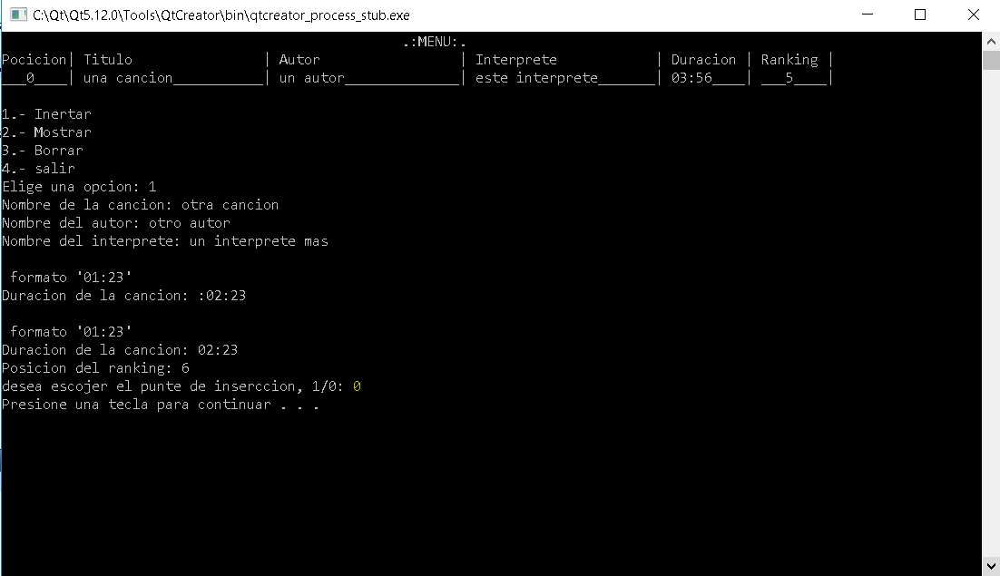 C:\Qt\Qt5.12.0\Tools\QtCreator\bin\qtcreator_process_stub.exe
.:MENU:.
Pocicion| Titulo | Autor | Interprete | Duracion | Ranking |
___0____| una cancion___________| un autor______________| este interprete_______| 03:56____| ___5____|
1.- Inertar
2.- Mostrar
3.- Borrar
4.- salir
Elige una opcion: 1
Nombre de la cancion: otra cancion
Nombre del autor: otro autor
Nombre del interprete: un interprete mas
formato '01:23'
Duracion de la cancion: :02:23
formato '01:23'
Duracion de la cancion: 02:23
Posicion del ranking: 6
desea escojer el punte de inserccion, 1/0: 0
Presione una tecla para continuar . . .